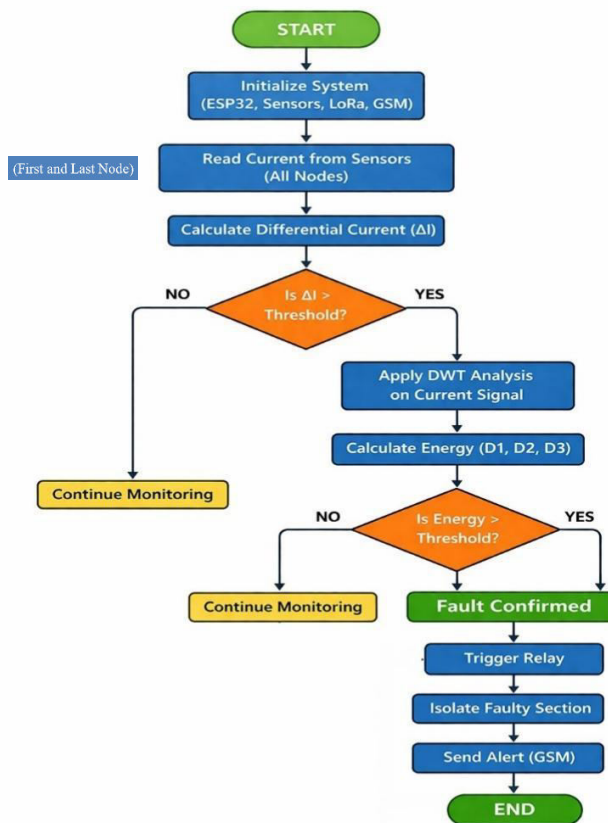 START
Initialize System
(ESP32, Sensors, LoRa, GSM)
(First and Last Node)
Read Current from Sensors
(All Nodes)
Calculate Differential Current (ΔI)
NO
Is ΔI >
Threshold?
YES
Apply DWT Analysis
on Current Signal
Calculate Energy (D1, D2, D3)
Continue Monitoring
NO
Is Energy >
Threshold?
YES
Continue Monitoring
Fault Confirmed
Trigger Relay
Isolate Faulty Section
Send Alert (GSM)
END